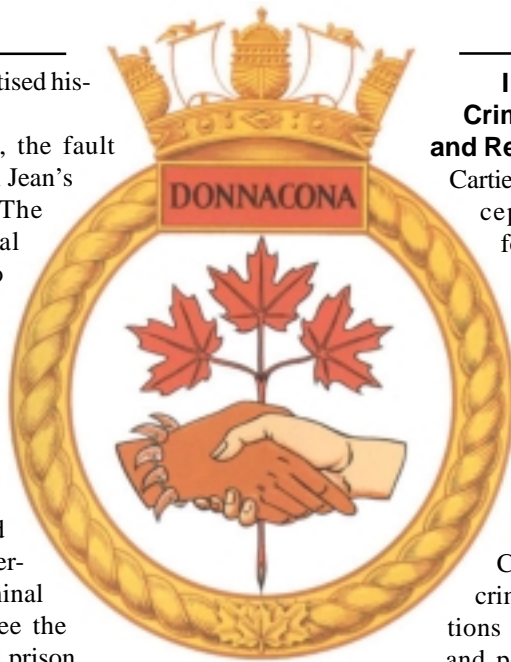 tised his-
, the fault
Jean's
The
al
er-
inal
ee the
prison
DONNACONA
I
Crim
and Re
Cartie
cep
fo
C
crim
tions
and p